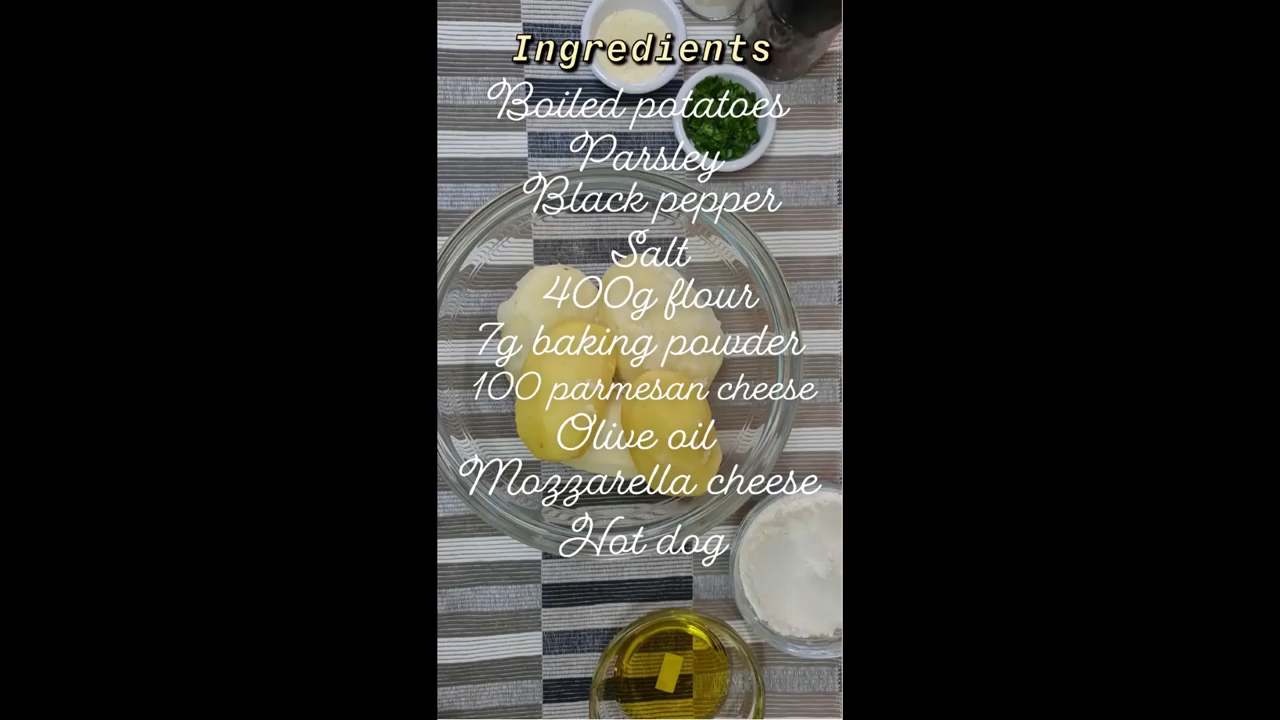 Ingredients
Boiled potatoes
Parsley
Black pepper
Salt
400g flour
7g baking powder
100 parmesan cheese
Olive oil
Mozzarella cheese
Hot dog